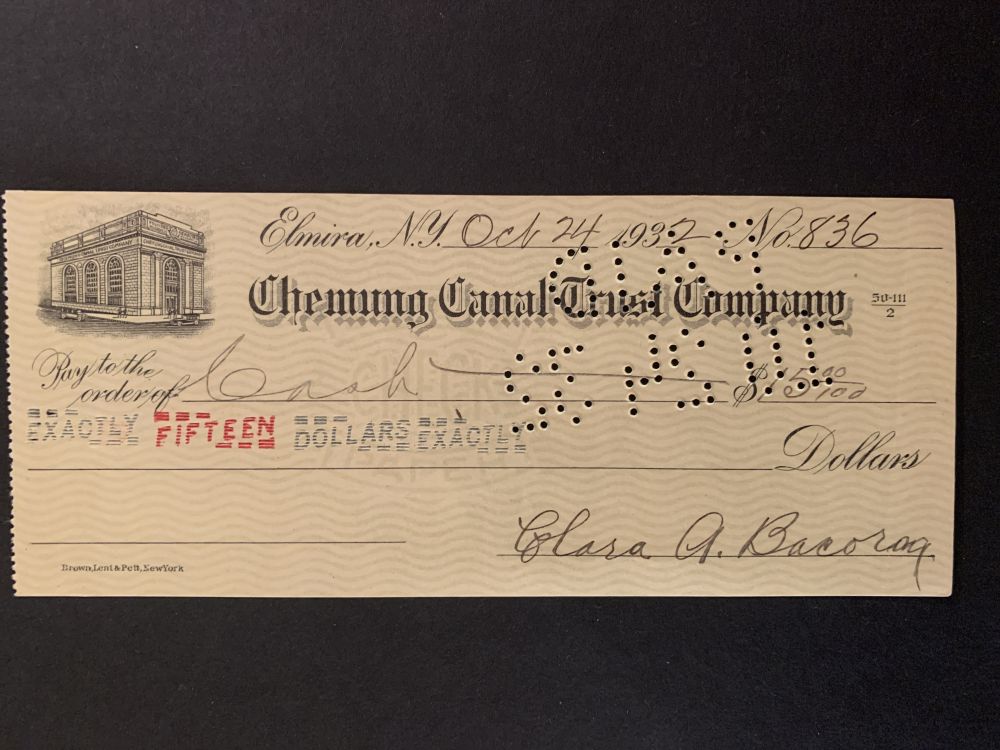 Elmira, N.Y. Oct 24 1932 No. 836
Chemung Canal Trust Company 50-111/2
Pay to the
order of Cash $15 00/100
EXACTLY FIFTEEN DOLLARS EXACTLY
Dollars
Clara A. Bacorn
Brown, Lent & Pett, New York